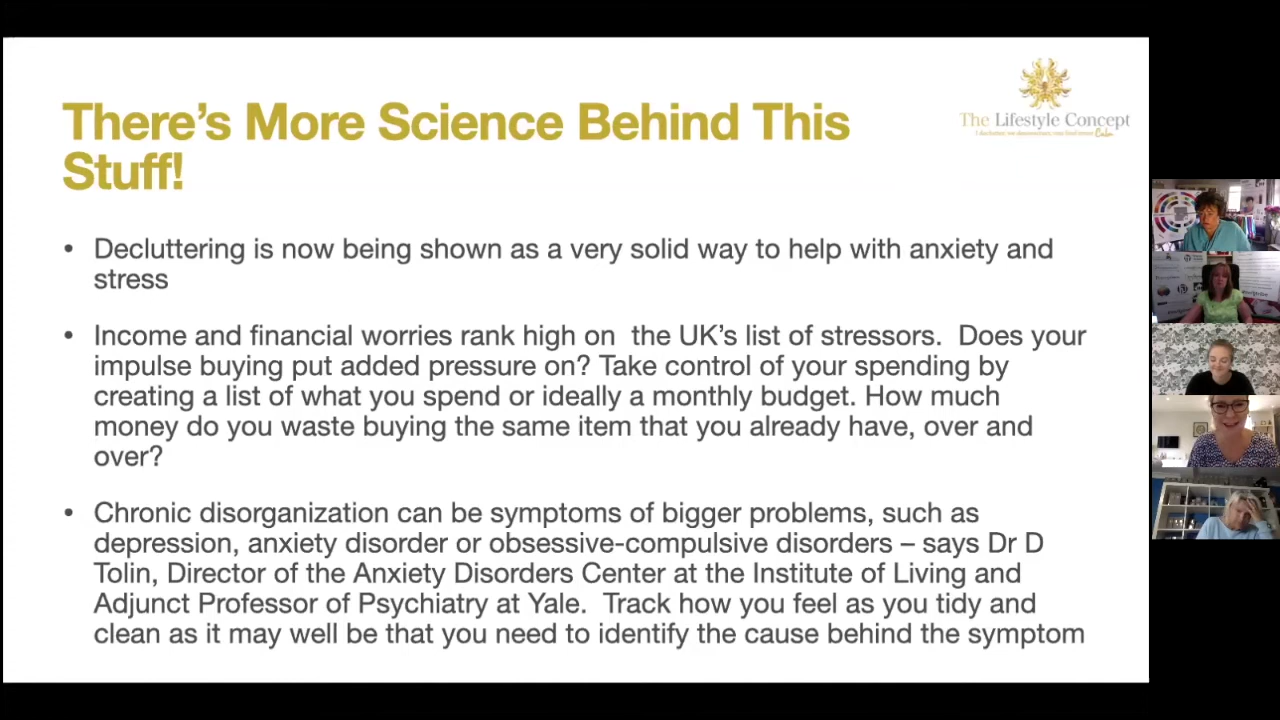 There's More Science Behind This
Stuff!
The Lifestyle Concept
• Decluttering is now being shown as a very solid way to help with anxiety and
stress
• Income and financial worries rank high on  the UK's list of stressors.  Does your
impulse buying put added pressure on? Take control of your spending by
creating a list of what you spend or ideally a monthly budget. How much
money do you waste buying the same item that you already have, over and
over?
• Chronic disorganization can be symptoms of bigger problems, such as
depression, anxiety disorder or obsessive-compulsive disorders – says Dr D
Tolin, Director of the Anxiety Disorders Center at the Institute of Living and
Adjunct Professor of Psychiatry at Yale.  Track how you feel as you tidy and
clean as it may well be that you need to identify the cause behind the symptom